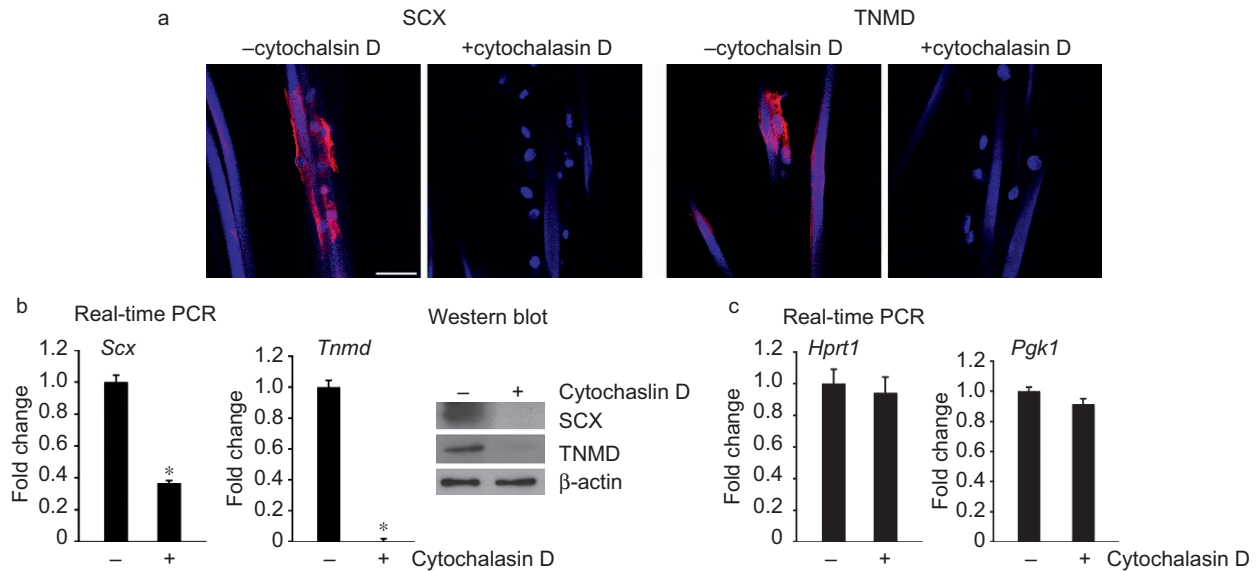 a
SCX
TNMD
–cytochalsin D
+cytochalasin D
–cytochalsin D
+cytochalasin D
b
Real-time PCR
Western blot
c
Real-time PCR
Scx
Fold change
1.2
1.0
0.8
0.6
0.4
0.2
0
*
– +
Tnmd
Fold change
1.2
1.0
0.8
0.6
0.4
0.2
0
*
– +
Cytochalasin D
– + Cytochaslin D
SCX
TNMD
β-actin
Hprt1
Fold change
1.2
1.0
0.8
0.6
0.4
0.2
0
– +
Pgk1
Fold change
1.2
1.0
0.8
0.6
0.4
0.2
0
– +
Cytochalasin D